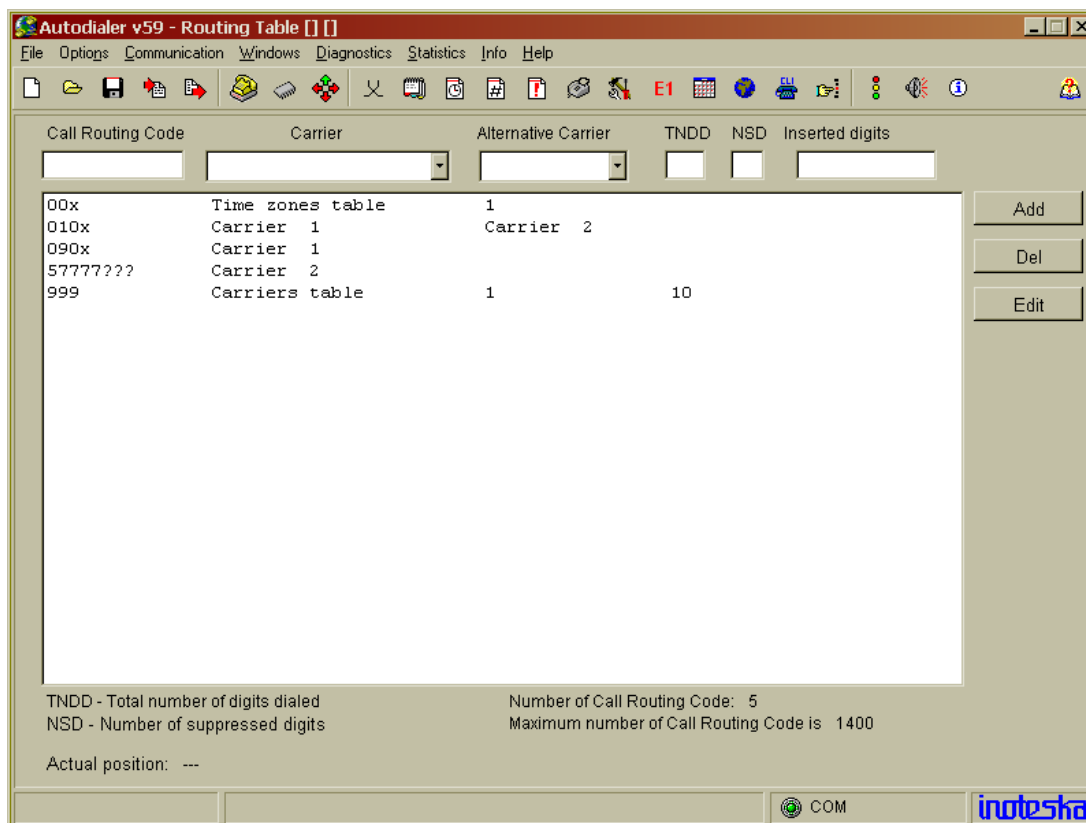 Autodialer v59 - Routing Table [] []
File Options Communication Windows Diagnostics Statistics Info Help
E1 CLI
Call Routing Code Carrier Alternative Carrier TNDD NSD Inserted digits
00x Time zones table 1
010x Carrier 1 Carrier 2
090x Carrier 1
57777??? Carrier 2
999 Carriers table 1 10
Add
Del
Edit
TNDD - Total number of digits dialed
NSD - Number of suppressed digits
Number of Call Routing Code: 5
Maximum number of Call Routing Code is 1400
Actual position: ---
COM
inoteska